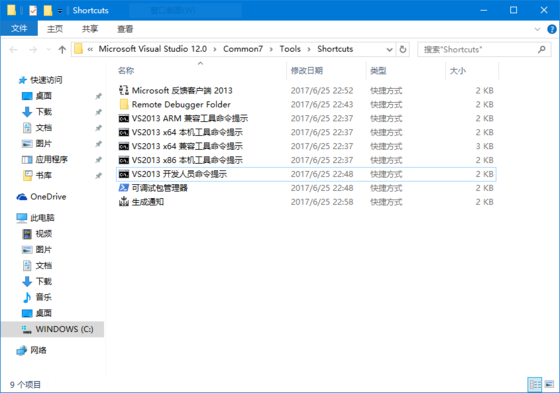 Shortcuts
文件 主页 共享 查看
« Microsoft Visual Studio 12.0 › Common7 › Tools › Shortcuts 搜索"Shortcuts"
名称 修改日期 类型 大小
快速访问
桌面
下载
文档
图片
应用程序
书库
OneDrive
此电脑
视频
图片
文档
下载
音乐
桌面
WINDOWS (C:)
网络
Microsoft 反馈客户端 2013 2017/6/25 22:52 快捷方式 2 KB
Remote Debugger Folder 2017/6/25 22:43 快捷方式 2 KB
VS2013 ARM 兼容工具命令提示 2017/6/25 22:37 快捷方式 2 KB
VS2013 x64 本机工具命令提示 2017/6/25 22:37 快捷方式 2 KB
VS2013 x64 兼容工具命令提示 2017/6/25 22:37 快捷方式 3 KB
VS2013 x86 本机工具命令提示 2017/6/25 22:37 快捷方式 2 KB
VS2013 开发人员命令提示 2017/6/25 22:48 快捷方式 2 KB
可调试包管理器 2017/6/25 22:48 快捷方式 2 KB
生成通知 2017/6/25 22:58 快捷方式 2 KB
9 个项目